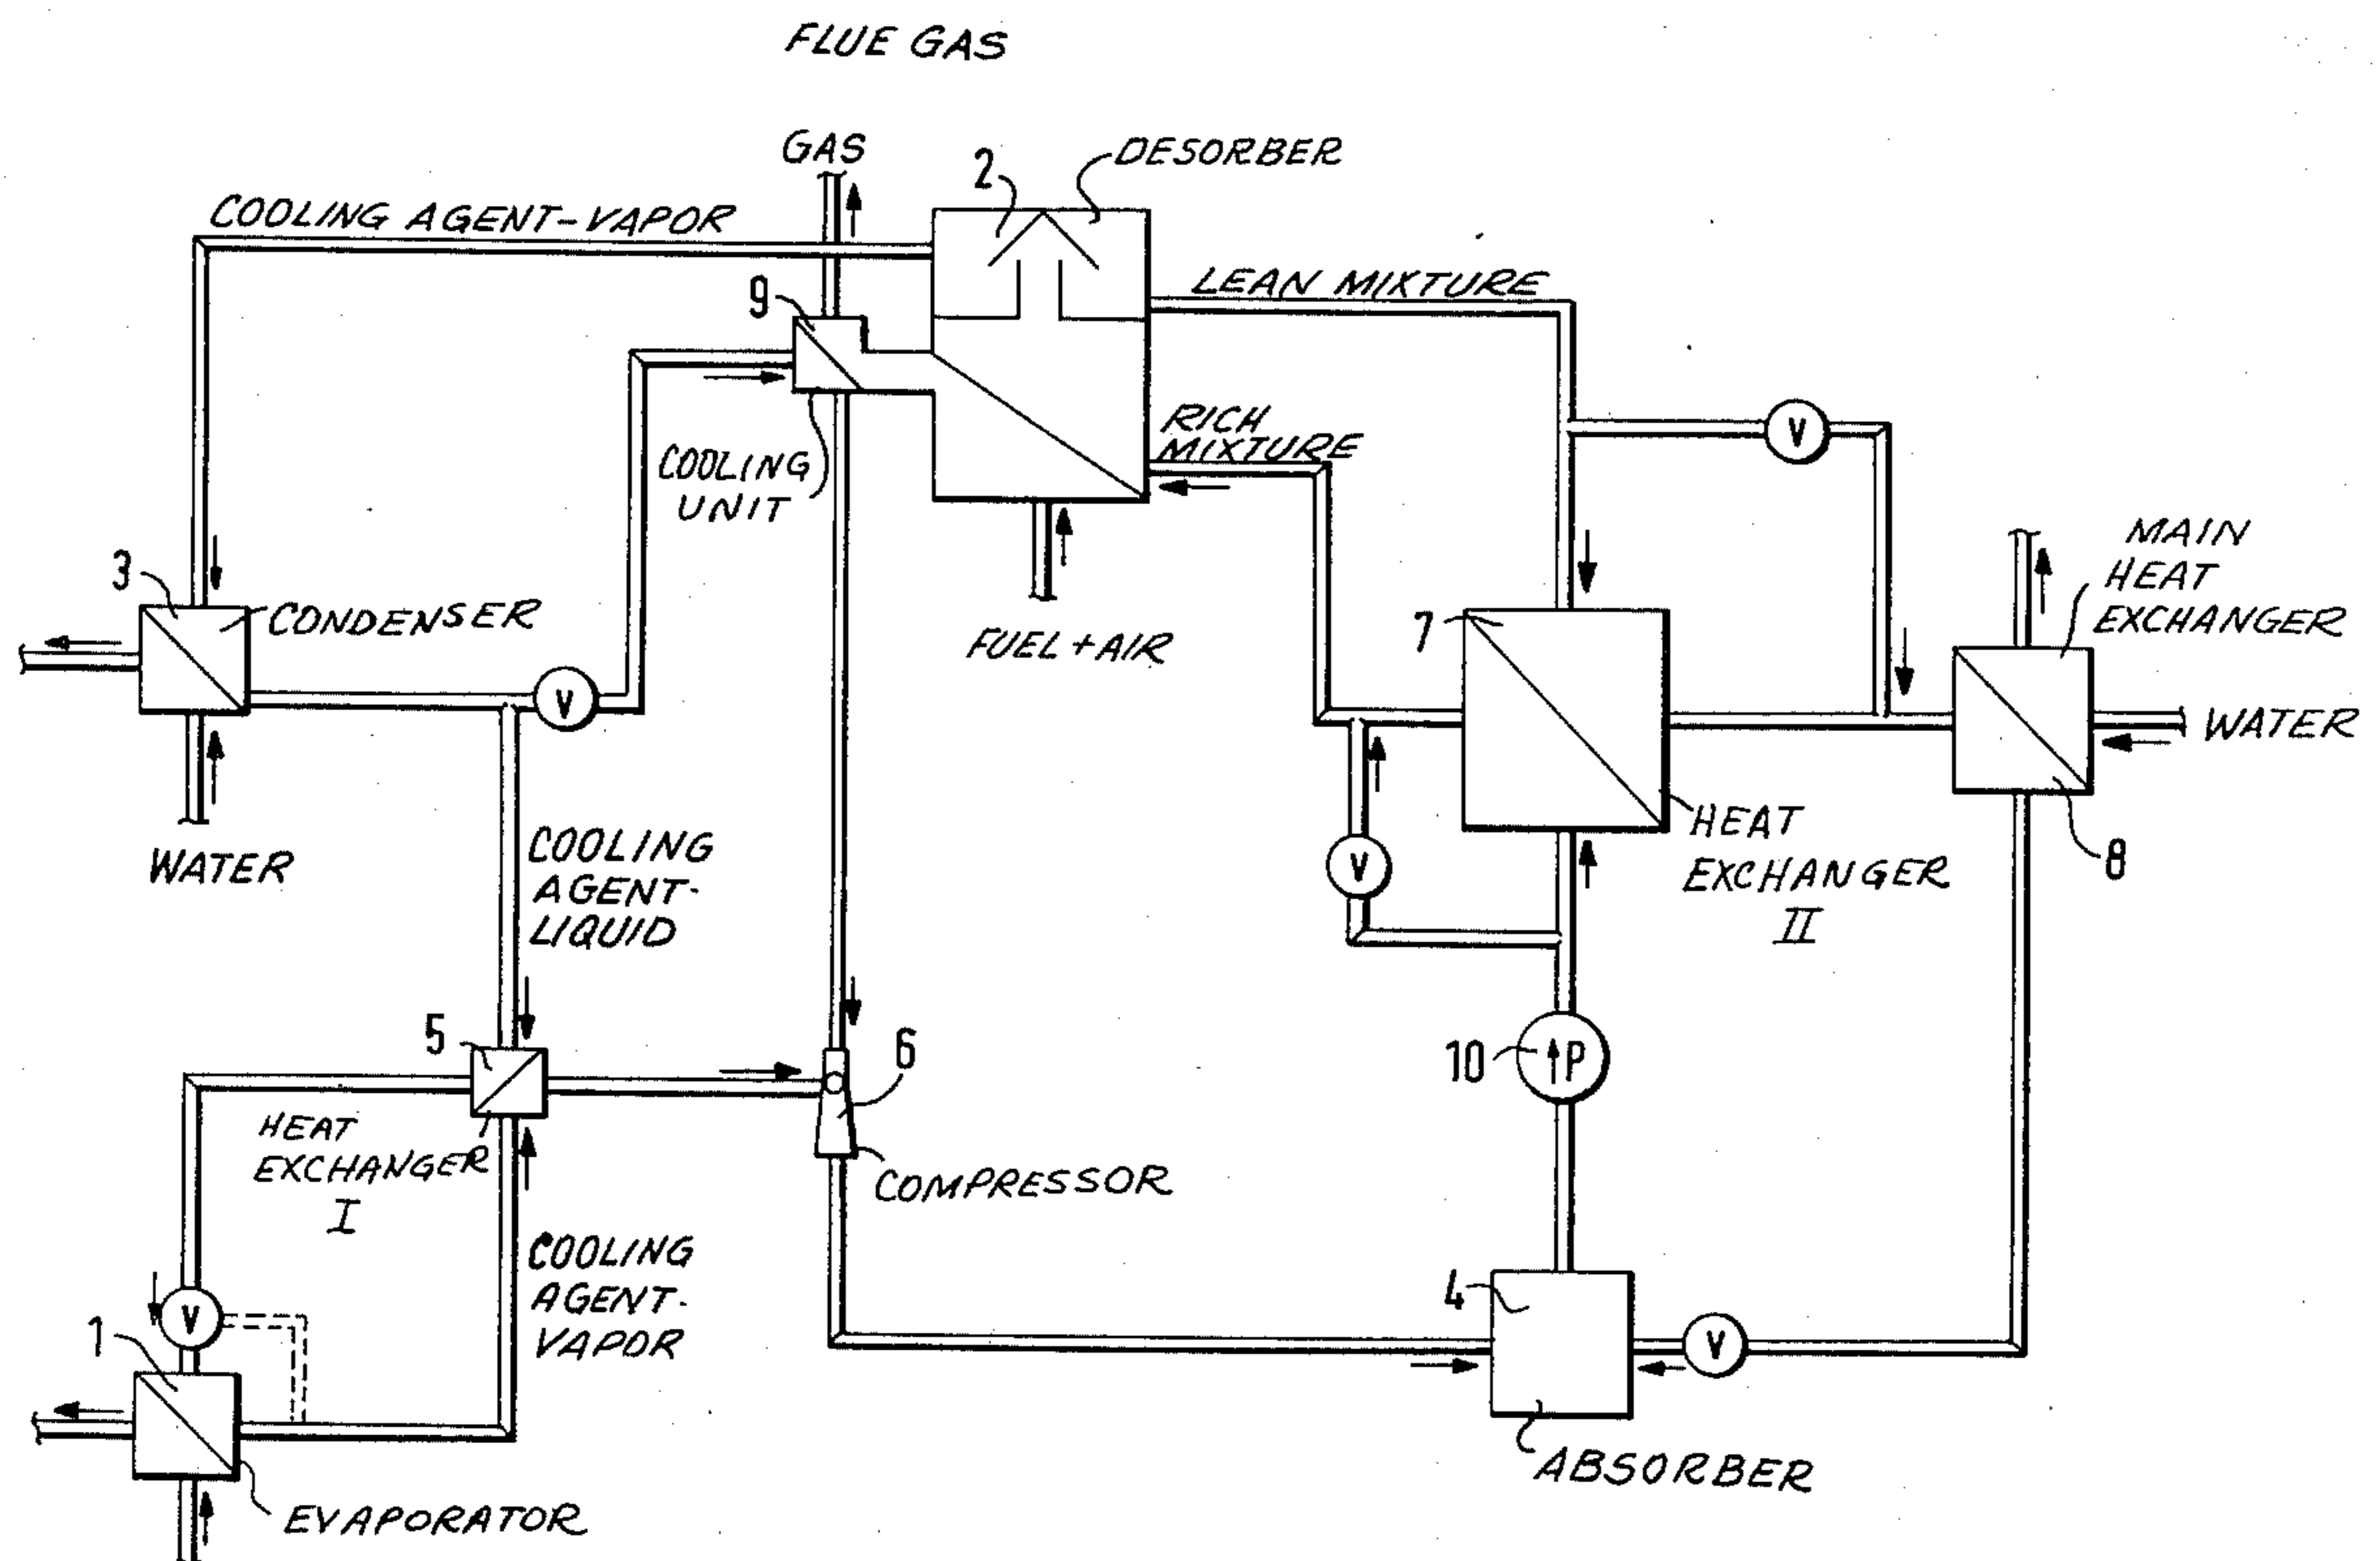 FLUE GAS
GAS
2
DESORBER
COOLING AGENT-VAPOR
9
LEAN MIXTURE
V
RICH
MIXTURE
COOLING
UNIT
MAIN
HEAT
EXCHANGER
3
CONDENSER
FUEL + AIR
7
V
WATER
WATER
COOLING
AGENT-
LIQUID
V
HEAT
EXCHANGER
II
8
5
6
10
P
HEAT
EXCHANGER
I
COMPRESSOR
COOLING
AGENT-
VAPOR
V
1
4
V
ABSORBER
EVAPORATOR